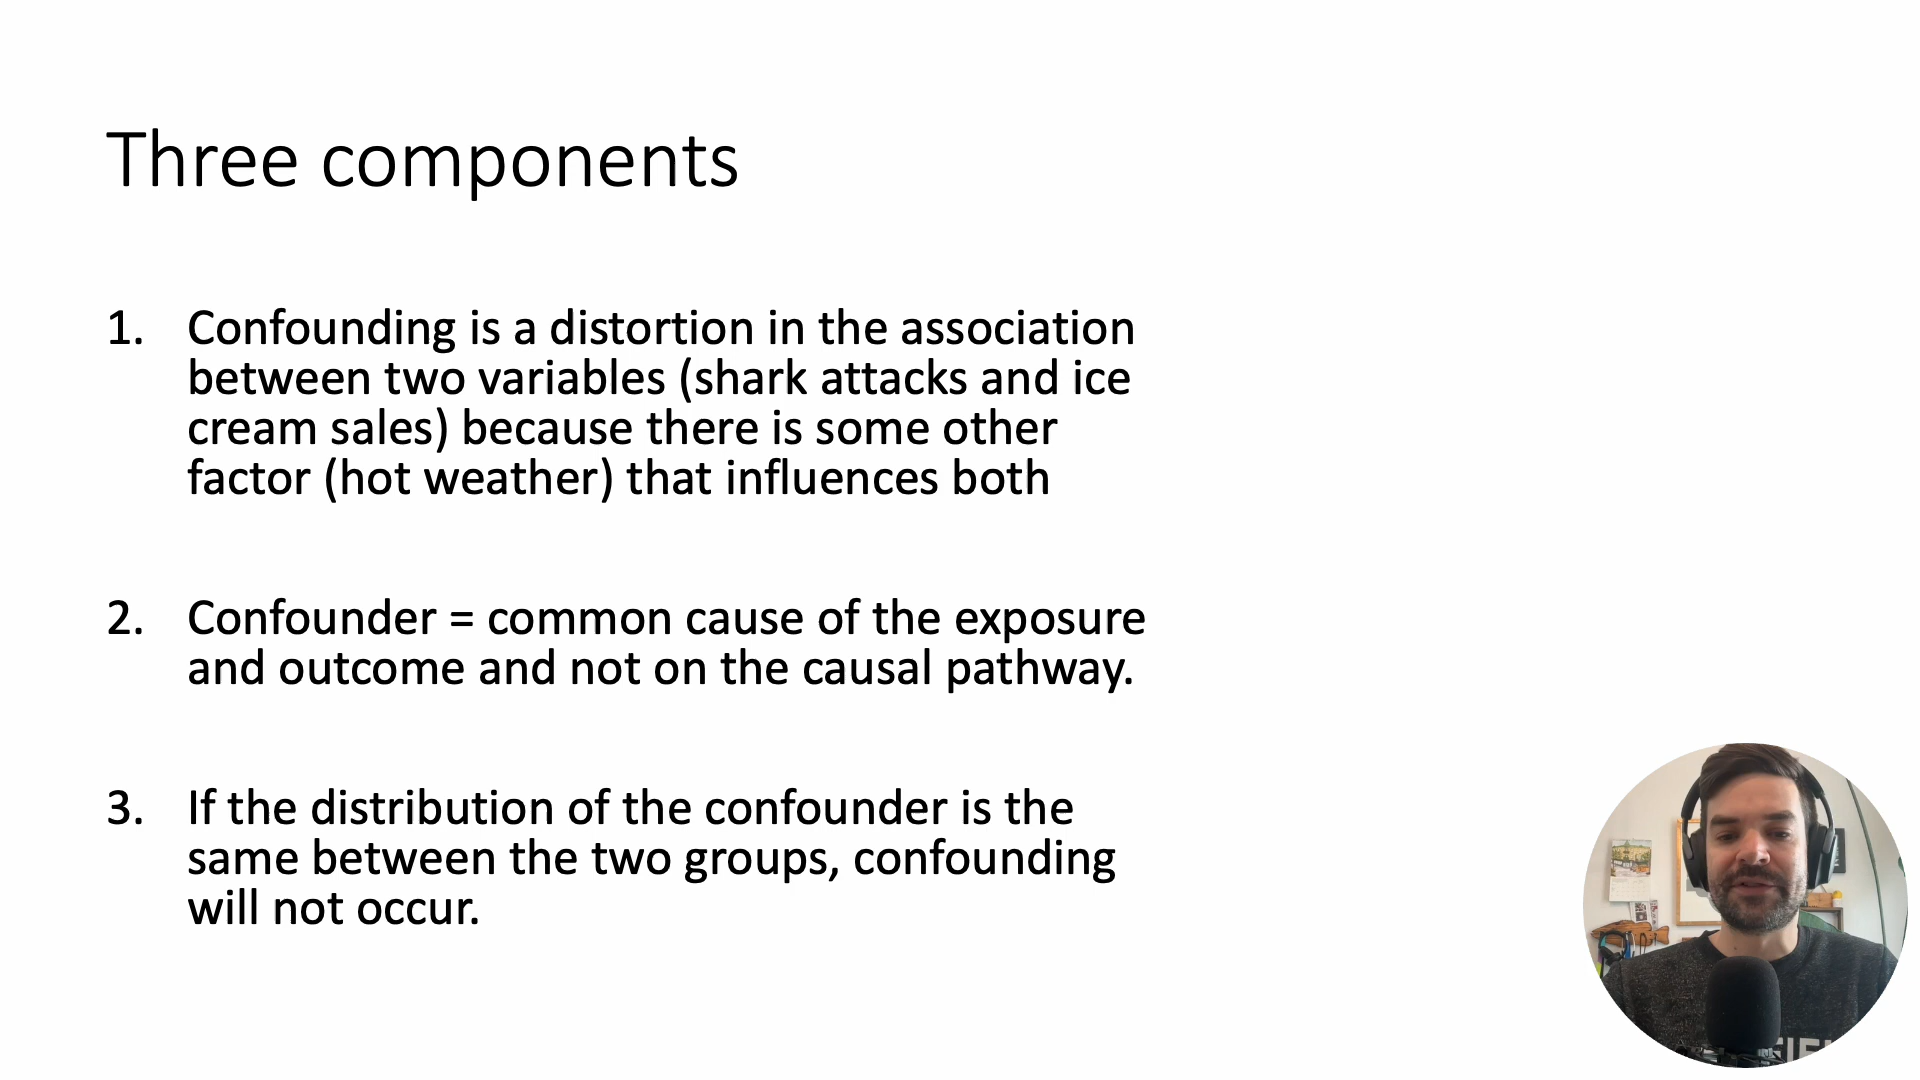 Three components
1. Confounding is a distortion in the association
between two variables (shark attacks and ice
cream sales) because there is some other
factor (hot weather) that influences both
2. Confounder = common cause of the exposure
and outcome and not on the causal pathway.
3. If the distribution of the confounder is the
same between the two groups, confounding
will not occur.